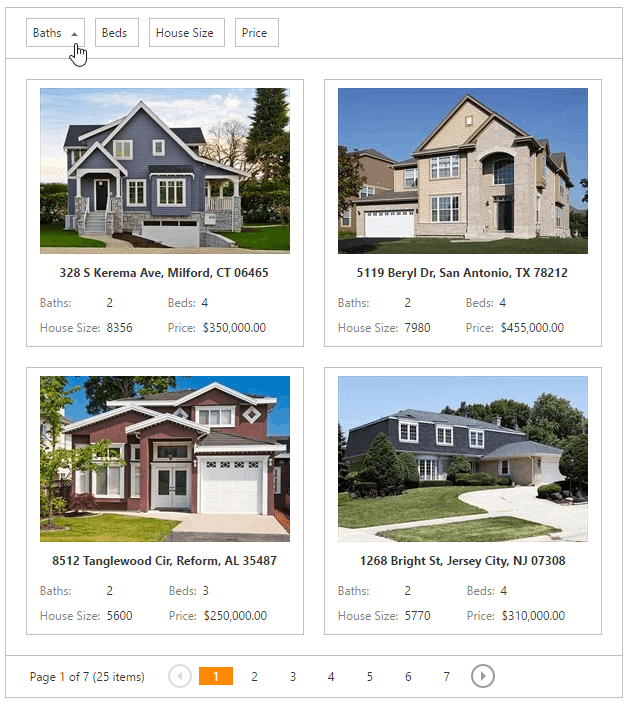 Baths Beds House Size Price
328 S Kerema Ave, Milford, CT 06465
Baths: 2 Beds: 4
House Size: 8356 Price: $350,000.00
5119 Beryl Dr, San Antonio, TX 78212
Baths: 2 Beds: 4
House Size: 7980 Price: $455,000.00
8512 Tanglewood Cir, Reform, AL 35487
Baths: 2 Beds: 3
House Size: 5600 Price: $250,000.00
1268 Bright St, Jersey City, NJ 07308
Baths: 2 Beds: 4
House Size: 5770 Price: $310,000.00
Page 1 of 7 (25 items) 1 2 3 4 5 6 7